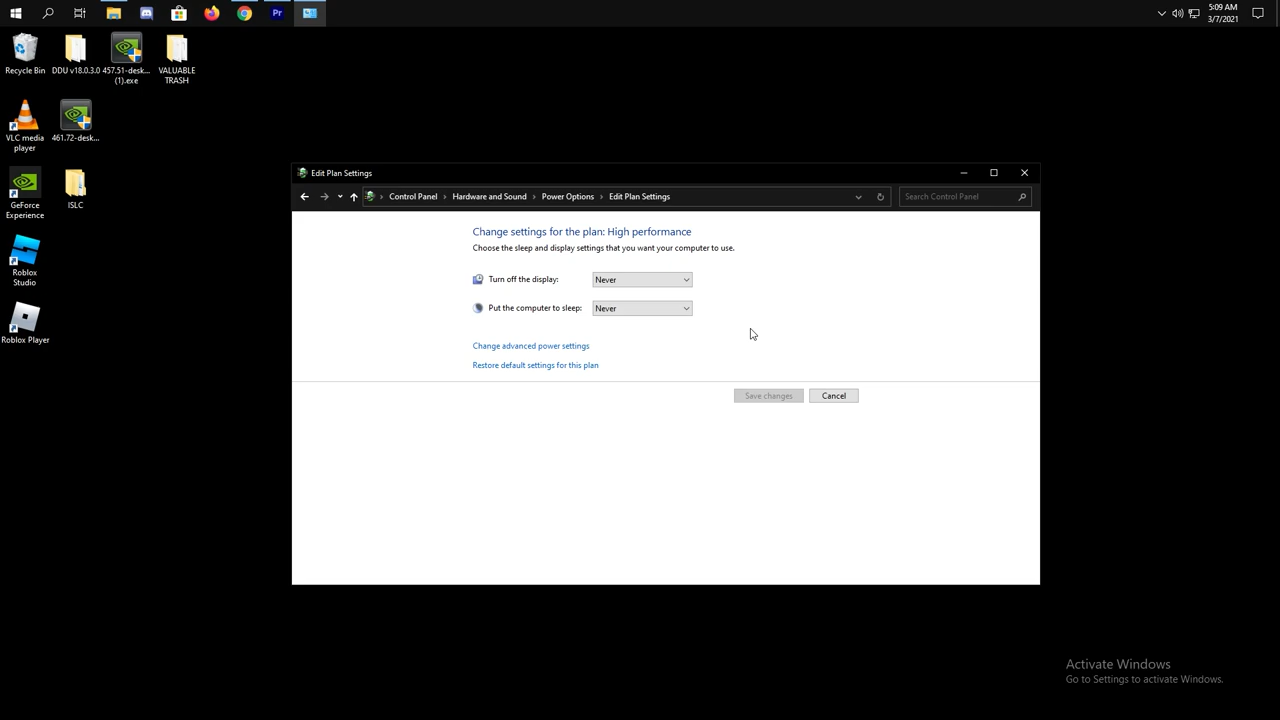 Pr
5:09 AM
3/7/2021
Recycle Bin
DDU v18.0.3.0
457.51-desk...
(1).exe
VALUABLE
TRASH
VLC media
player
461.72-desk...
GeForce
Experience
ISLC
Roblox
Studio
Roblox Player
Edit Plan Settings
Control Panel > Hardware and Sound > Power Options > Edit Plan Settings
Search Control Panel
Change settings for the plan: High performance
Choose the sleep and display settings that you want your computer to use.
Turn off the display: Never
Put the computer to sleep: Never
Change advanced power settings
Restore default settings for this plan
Save changes
Cancel
Activate Windows
Go to Settings to activate Windows.